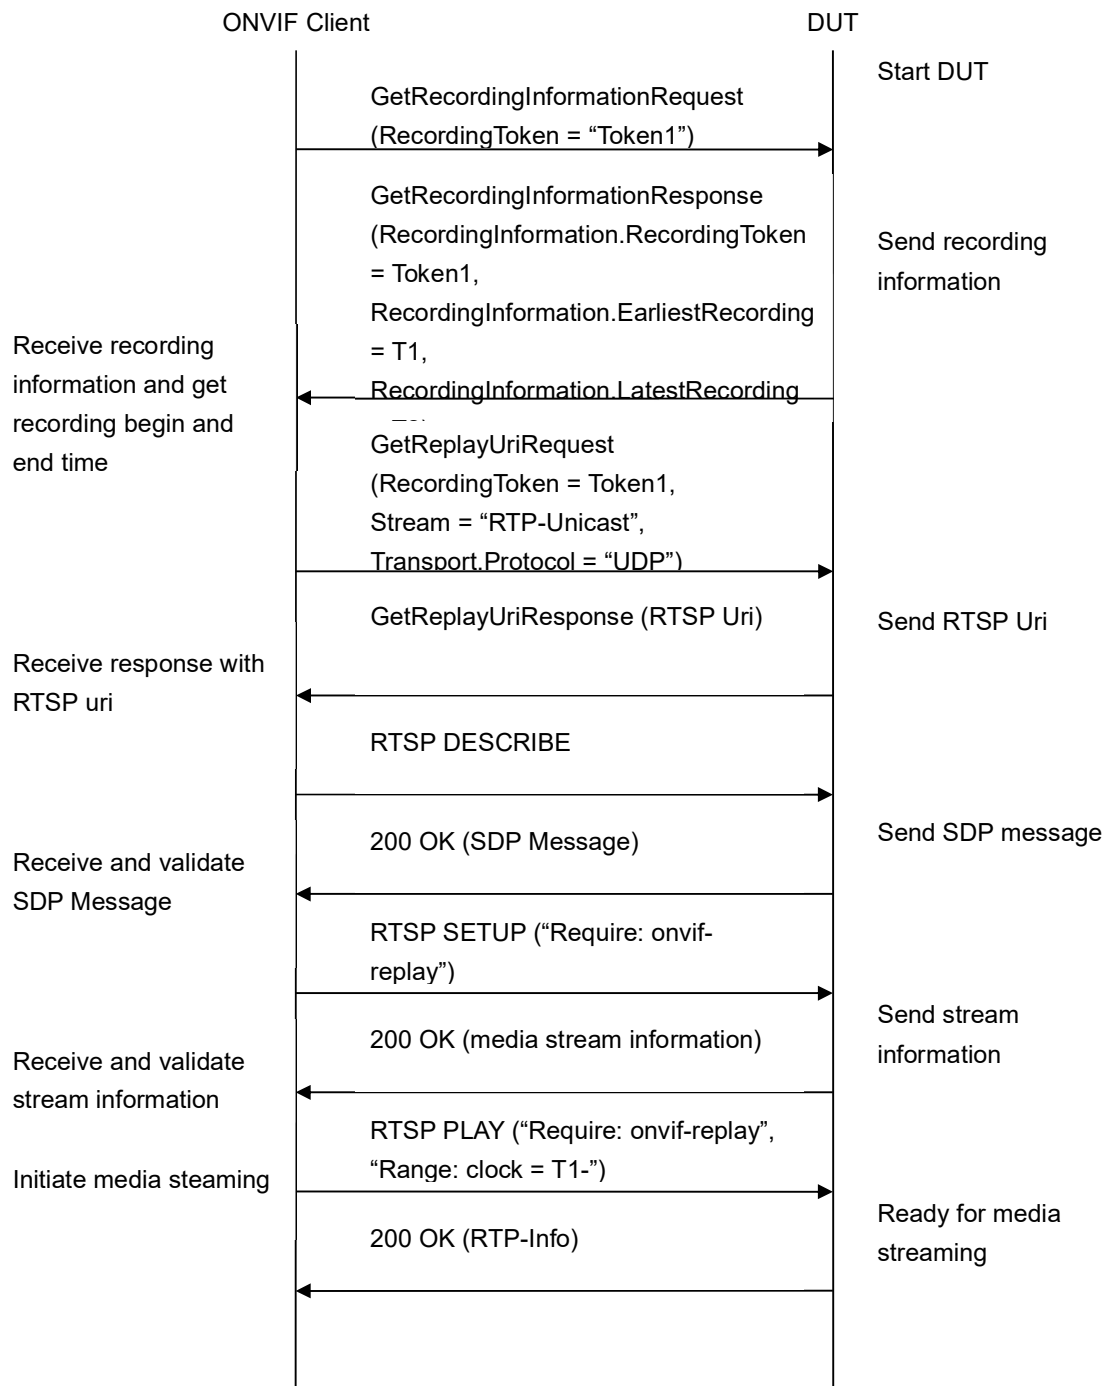 ONVIF Client
DUT
Start DUT
GetRecordingInformationRequest
(RecordingToken = “Token1”)
GetRecordingInformationResponse
(RecordingInformation.RecordingToken
= Token1,
RecordingInformation.EarliestRecording
= T1,
RecordingInformation.LatestRecording
Send recording
information
Receive recording
information and get
recording begin and
end time
GetReplayUriRequest
(RecordingToken = Token1,
Stream = “RTP-Unicast”,
Transport.Protocol = “UDP”)
GetReplayUriResponse (RTSP Uri)
Send RTSP Uri
Receive response with
RTSP uri
RTSP DESCRIBE
200 OK (SDP Message)
Send SDP message
Receive and validate
SDP Message
RTSP SETUP (“Require: onvif-
replay”)
200 OK (media stream information)
Send stream
information
Receive and validate
stream information
RTSP PLAY (“Require: onvif-replay”,
“Range: clock = T1-”)
Initiate media steaming
200 OK (RTP-Info)
Ready for media
streaming